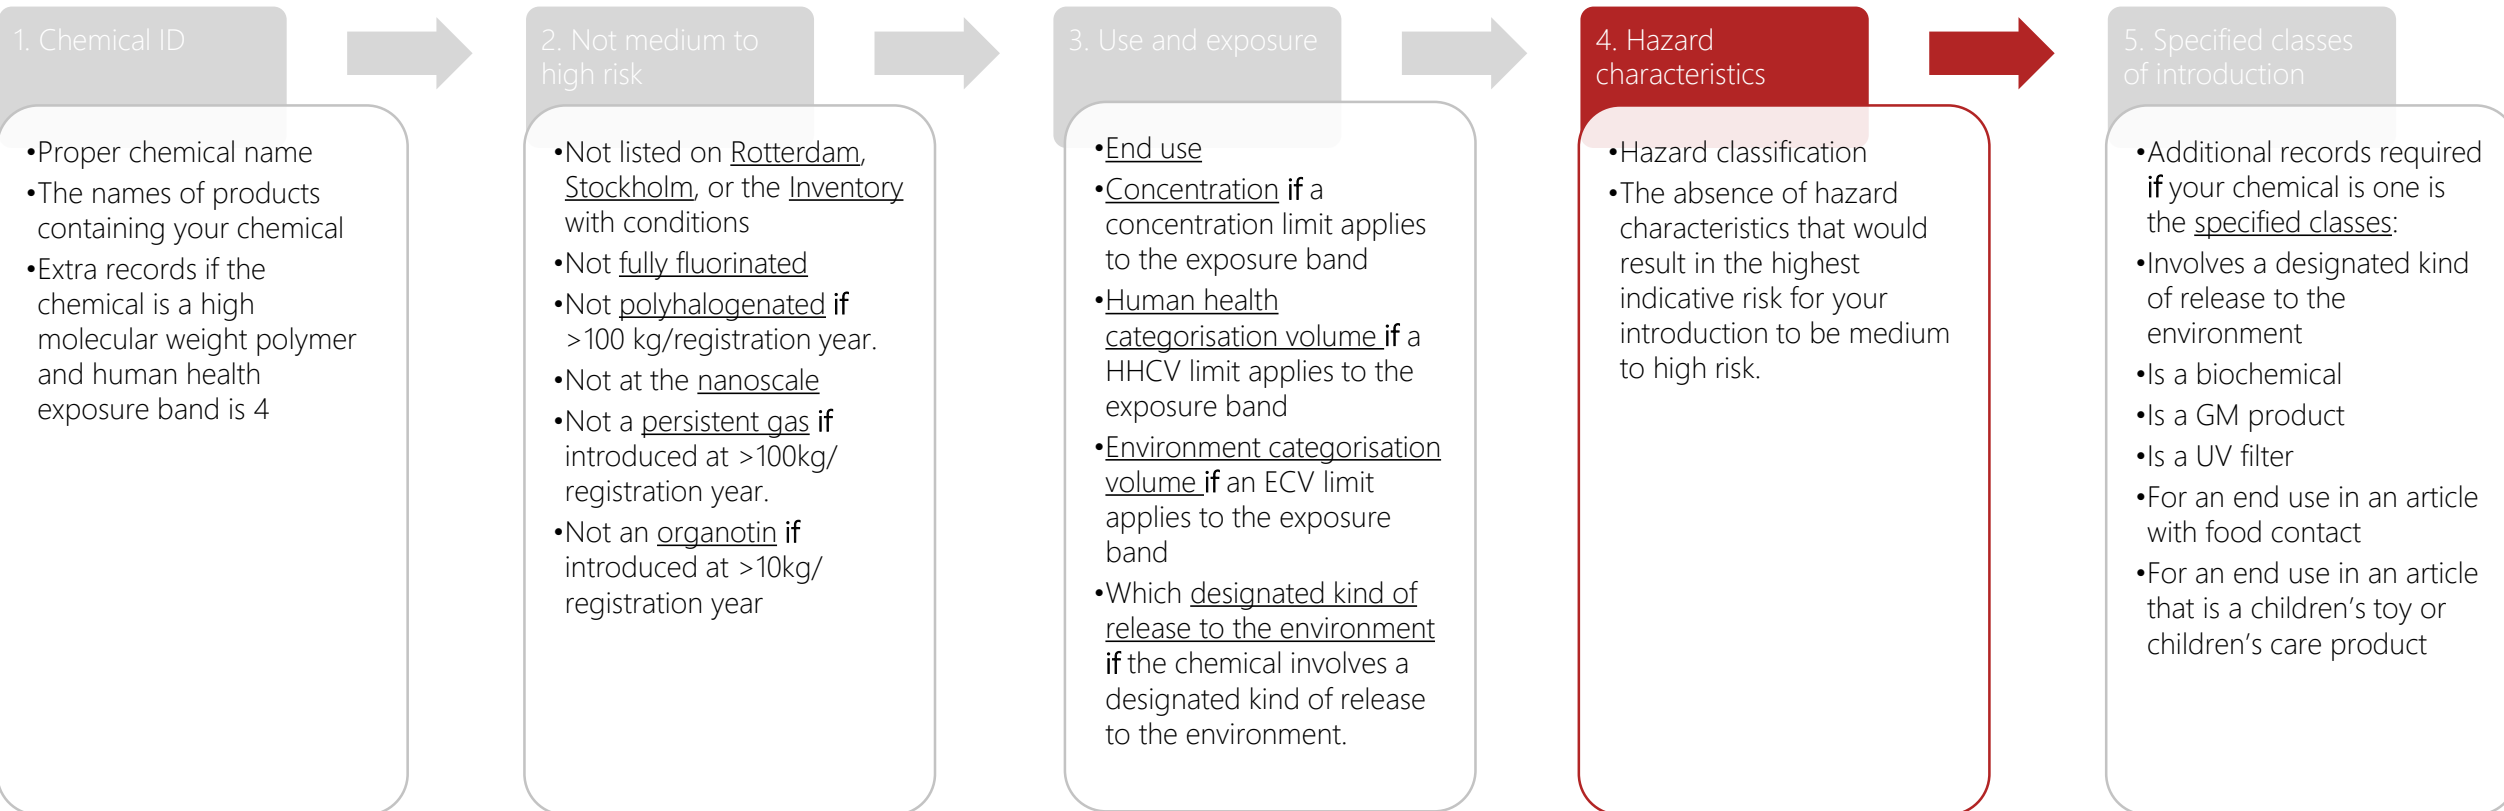 1. Chemical ID
•Proper chemical name
•The names of products
containing your chemical
•Extra records if the
chemical is a high
molecular weight polymer
and human health
exposure band is 4
2. Not medium to
high risk
•Not listed on Rotterdam,
Stockholm, or the Inventory
with conditions
•Not fully fluorinated
•Not polyhalogenated if
>100 kg/registration year.
•Not at the nanoscale
•Not a persistent gas if
introduced at >100kg/
registration year.
•Not an organotin if
introduced at >10kg/
registration year
3. Use and exposure
•End use
•Concentration if a
concentration limit applies
to the exposure band
•Human health
categorisation volume if a
HHCV limit applies to the
exposure band
•Environment categorisation
volume if an ECV limit
applies to the exposure
band
•Which designated kind of
release to the environment
if the chemical involves a
designated kind of release
to the environment.
4. Hazard
characteristics
•Hazard classification
•The absence of hazard
characteristics that would
result in the highest
indicative risk for your
introduction to be medium
to high risk.
5. Specified classes
of introduction
•Additional records required
if your chemical is one is
the specified classes:
•Involves a designated kind
of release to the
environment
•Is a biochemical
•Is a GM product
•Is a UV filter
•For an end use in an article
with food contact
•For an end use in an article
that is a children's toy or
children's care product